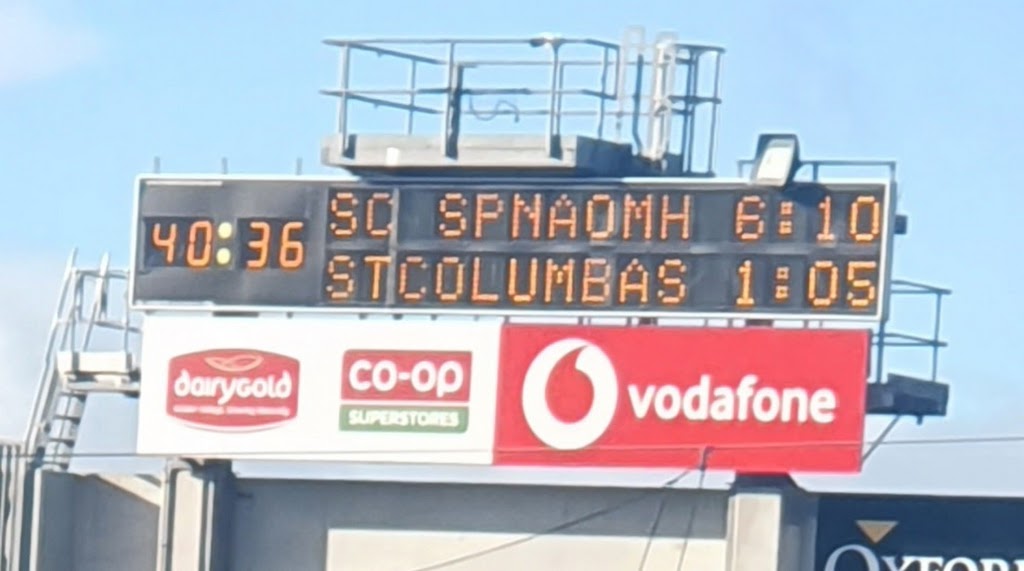 40:36
SC SPNAOMH 6:10
STCOLUMBAS 1:05
dairygold
co-op
SUPERSTORES
vodafone